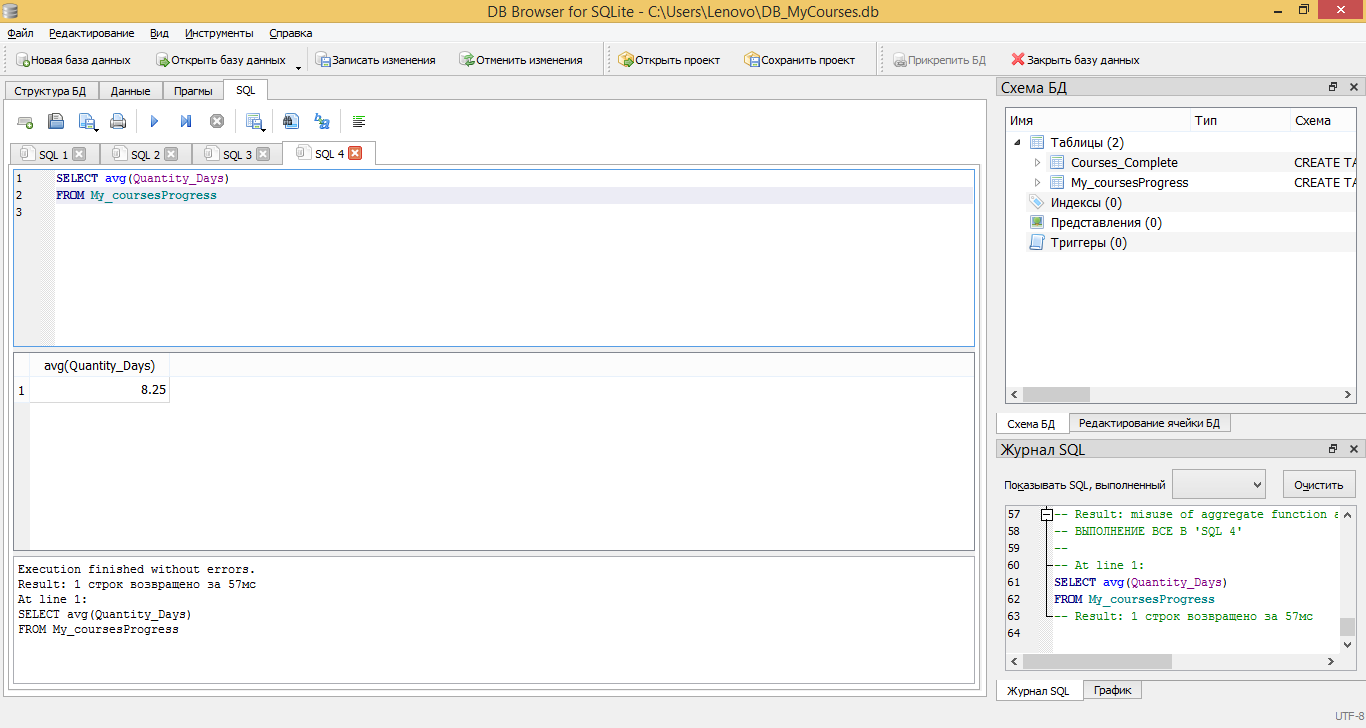 DB Browser for SQLite - C:\Users\Lenovo\DB_MyCourses.db
Файл Редактирование Вид Инструменты Справка
Новая база данных Открыть базу данных Записать изменения Отменить изменения Открыть проект Сохранить проект Прикрепить БД Закрыть базу данных
Структура БД Данные Прагмы SQL
SQL 1 SQL 2 SQL 3 SQL 4
1 SELECT avg(Quantity_Days)
2 FROM My_coursesProgress
3
avg(Quantity_Days)
1 8.25
Execution finished without errors.
Result: 1 строк возвращено за 57мс
At line 1:
SELECT avg(Quantity_Days)
FROM My_coursesProgress
Схема БД
Имя Тип Схема
Таблицы (2)
Courses_Complete CREATE TA
My_coursesProgress CREATE TA
Индексы (0)
Представления (0)
Триггеры (0)
Схема БД Редактирование ячейки БД
Журнал SQL
Показывать SQL, выполненный Очистить
57 -- Result: misuse of aggregate function a
58 -- ВЫПОЛНЕНИЕ ВСЕ В 'SQL 4'
59 --
60 -- At line 1:
61 SELECT avg(Quantity_Days)
62 FROM My_coursesProgress
63 -- Result: 1 строк возвращено за 57мс
64
Журнал SQL График
UTF-8